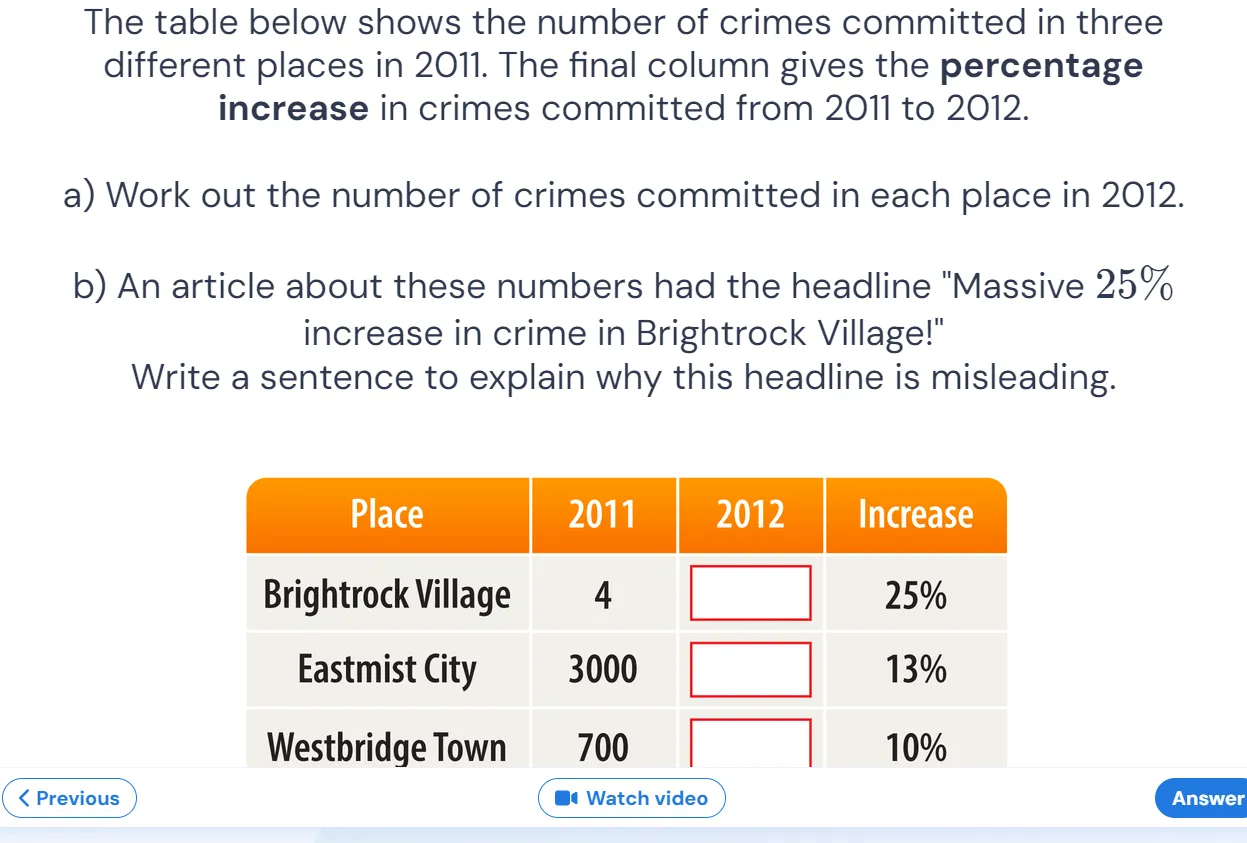 The table below shows the number of crimes committed in three
different places in 2011. The final column gives the percentage
increase in crimes committed from 2011 to 2012.
a) Work out the number of crimes committed in each place in 2012.
b) An article about these numbers had the headline "Massive 25%
increase in crime in Brightrock Village!"
Write a sentence to explain why this headline is misleading.
Place 2011 2012 Increase
Brightrock Village 4 25%
Eastmist City 3000 13%
Westbridge Town 700 10%
Previous Watch video Answer